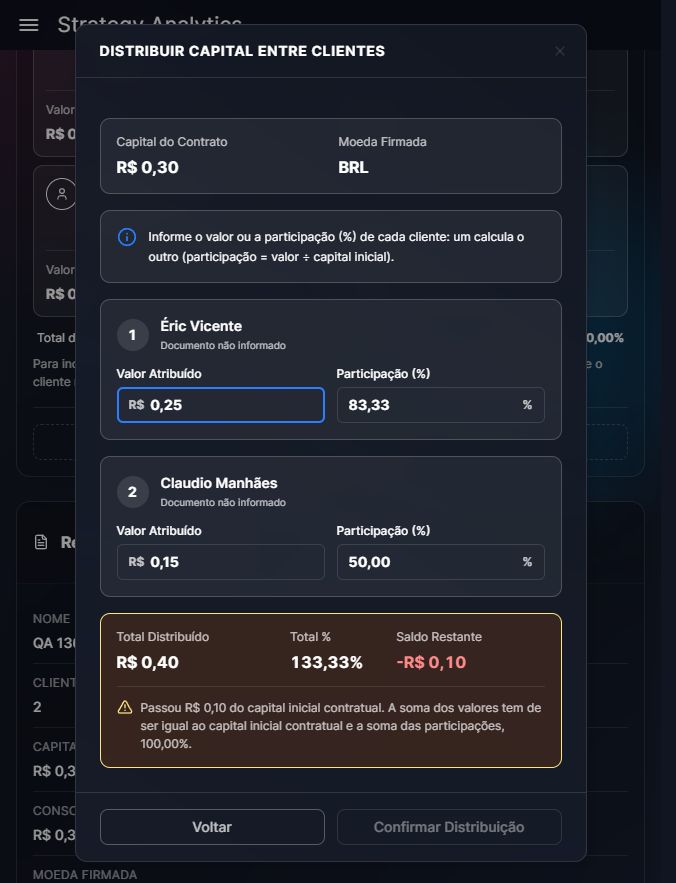 Strategy Analytics
DISTRIBUIR CAPITAL ENTRE CLIENTES
Capital do Contrato
Moeda Firmada
R$ 0,30
BRL
Informe o valor ou a participação (%) de cada cliente: um calcula o
outro (participação = valor ÷ capital inicial).
1
Éric Vicente
Documento não informado
Valor Atribuído
Participação (%)
R$ 0,25
83,33 %
2
Claudio Manhães
Documento não informado
Valor Atribuído
Participação (%)
R$ 0,15
50,00 %
Total Distribuído
Total %
Saldo Restante
R$ 0,40
133,33%
-R$ 0,10
Passou R$ 0,10 do capital inicial contratual. A soma dos valores tem de
ser igual ao capital inicial contratual e a soma das participações,
100,00%.
Voltar
Confirmar Distribuição
Valor
R$ 0
Valor
R$ 0
Total d
0,00%
e o
cliente
NOME
QA
CLIENT
2
CAPITA
R$ 0,3
CONSO
R$ 0,3
MOEDA FIRMADA